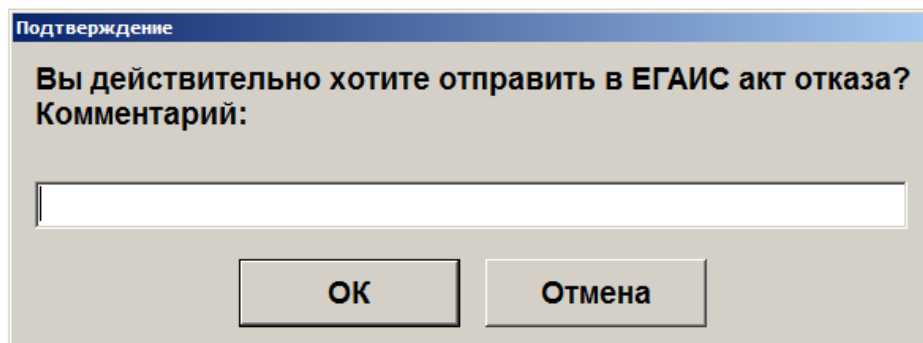 Подтверждение
Вы действительно хотите отправить в ЕГАИС акт отказа?
Комментарий:
ОК
Отмена